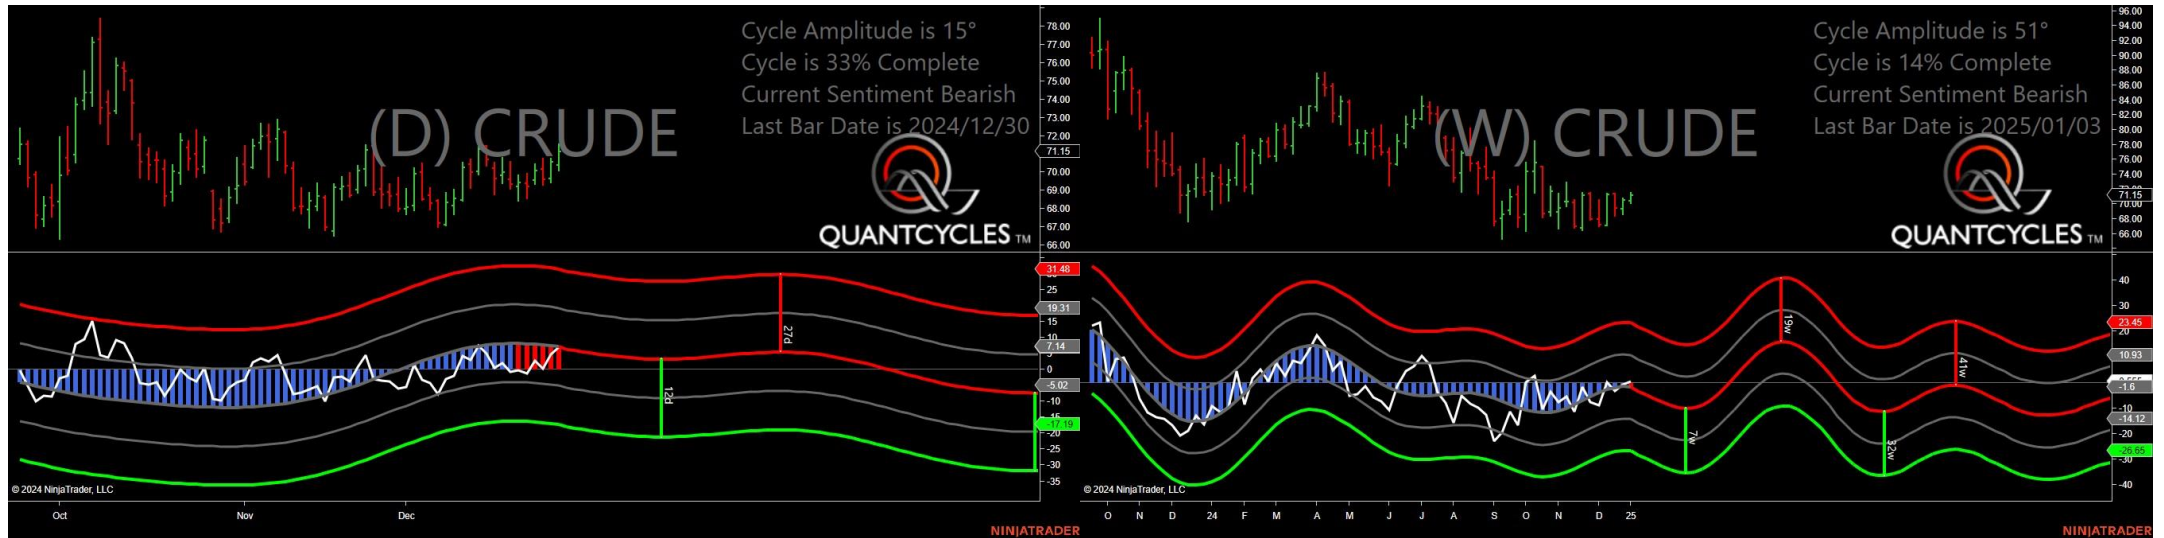 Cycle Amplitude is 15°
Cycle is 33% Complete
Current Sentiment Bearish
Last Bar Date is 2024/12/30
(D) CRUDE
QUANTCYCLES TM
78.00
77.00
76.00
75.00
74.00
73.00
72.00
71.15
70.00
69.00
68.00
67.00
66.00
31.48
25
19.31
15
10
7.14
0
-5.02
-10
-15
-17.19
-20
-25
-30
-35
27d
12d
© 2024 NinjaTrader, LLC
Oct
Nov
Dec
NINJATRADER
Cycle Amplitude is 51°
Cycle is 14% Complete
Current Sentiment Bearish
Last Bar Date is 2025/01/03
(W) CRUDE
QUANTCYCLES TM
96.00
94.00
92.00
90.00
88.00
86.00
84.00
82.00
80.00
78.00
76.00
74.00
71.15
70.00
68.00
66.00
40
30
23.45
20
10.93
-1.6
-10
-14.12
-20
-26.65
-30
-40
19w
41w
7w
32w
© 2024 NinjaTrader, LLC
O N D 24 F M A M J J A S O N D 25
NINJATRADER